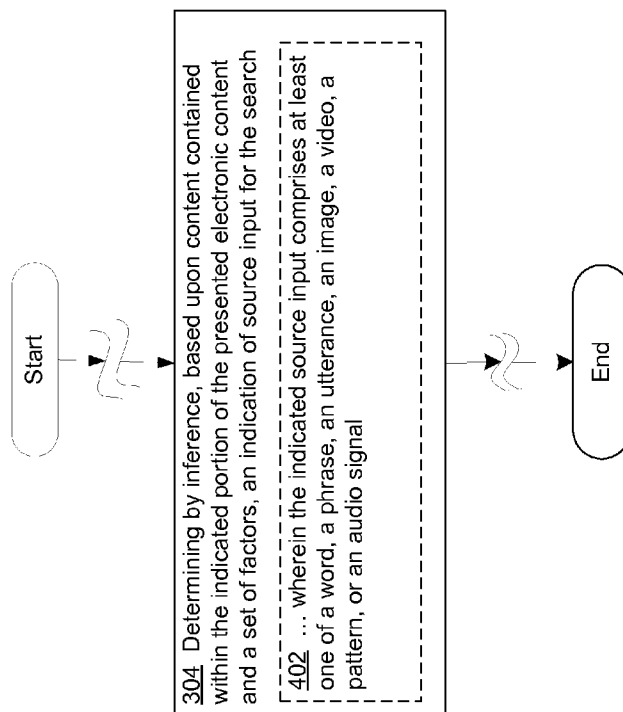 Start
304 Determining by inference, based upon content contained
within the indicated portion of the presented electronic content
and a set of factors, an indication of source input for the search
402 ... wherein the indicated source input comprises at least
one of a word, a phrase, an utterance, an image, a video, a
pattern, or an audio signal
End